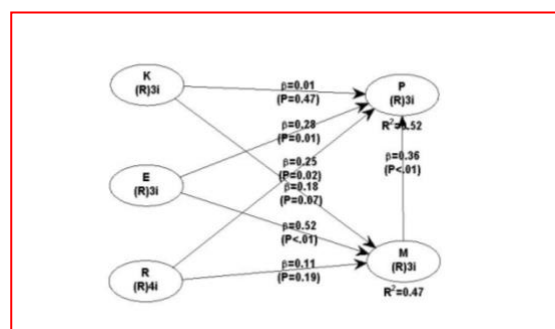 K
(R)3i
P
(R)3i
β=0.01
(P=0.47)
β=0.28
(P=0.01)
R²=0.52
E
(R)3i
β=0.25
(P=0.02)
β=0.18
(P=0.07)
β=0.36
(P<.01)
β=0.52
(P<.01)
R
(R)4i
β=0.11
(P=0.19)
M
(R)3i
R²=0.47